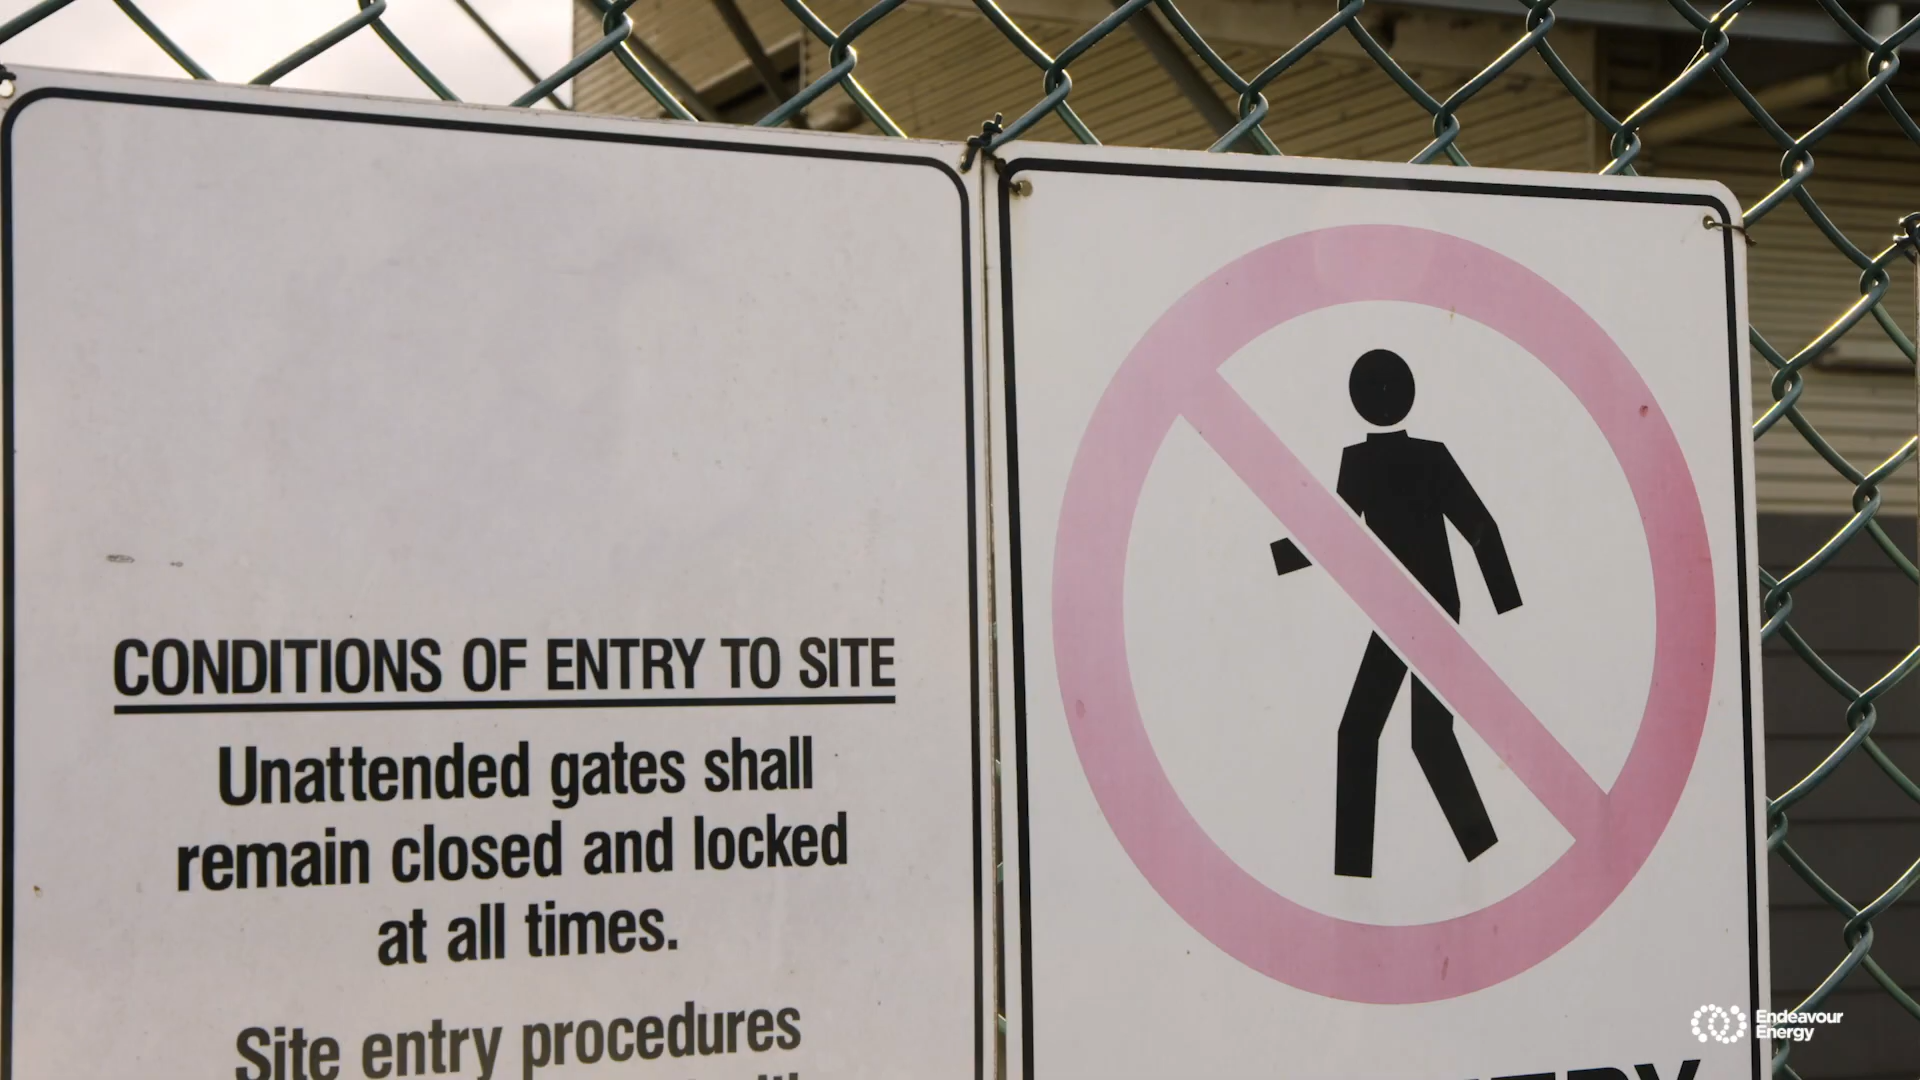 CONDITIONS OF ENTRY TO SITE
Unattended gates shall
remain closed and locked
at all times.
Site entry procedures
Endeavour
Energy